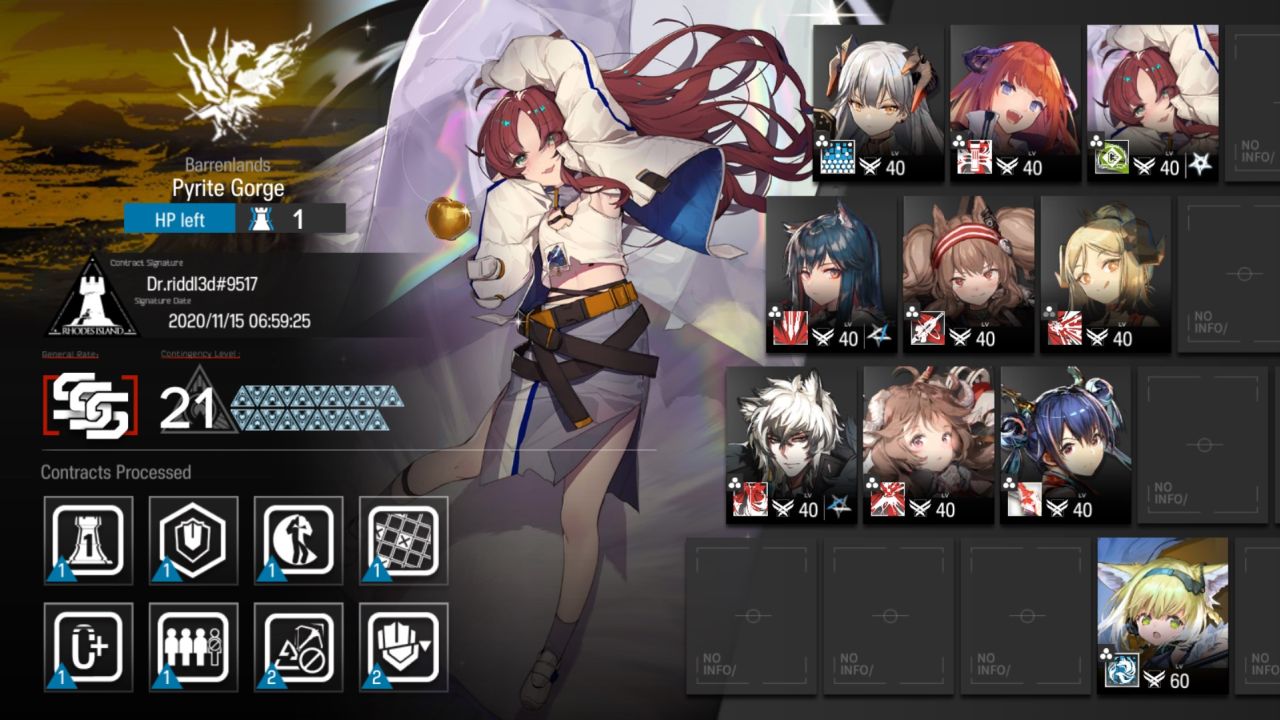 Barrenlands
Pyrite Gorge
HP left 1
Contract Signature
Dr.riddl3d#9517
Signature Date
2020/11/15 06:59:25
RHODES ISLAND
General Rate:
Contingency Level :
21
Contracts Processed
1
1
1
1
1
1
1
2
2
LV
40
LV
40
LV
40
NO
INFO/
LV
40
LV
40
LV
40
NO
INFO/
LV
40
LV
40
LV
40
NO
INFO/
NO
INFO/
NO
INFO/
NO
INFO/
LV
60
NO
INFO/